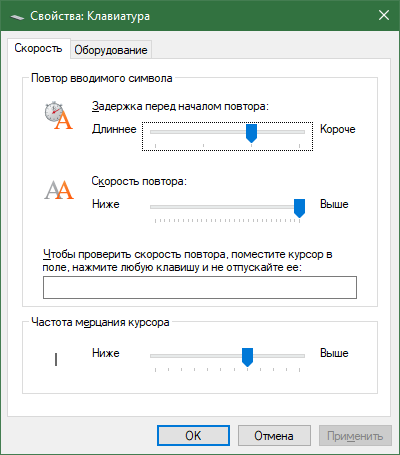 Свойства: Клавиатура
Скорость Оборудование
Повтор вводимого символа
Задержка перед началом повтора:
Длиннее Короче
Скорость повтора:
Ниже Выше
Чтобы проверить скорость повтора, поместите курсор в
поле, нажмите любую клавишу и не отпускайте ее:
Частота мерцания курсора
Ниже Выше
OK Отмена Применить